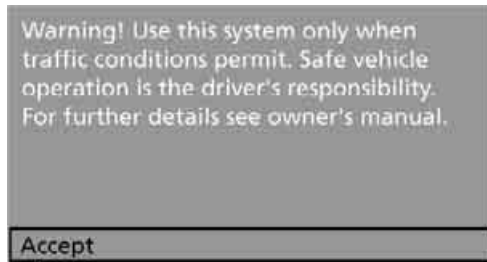 Warning! Use this system only when
traffic conditions permit. Safe vehicle
operation is the driver's responsibility.
For further details see owner's manual.
Accept